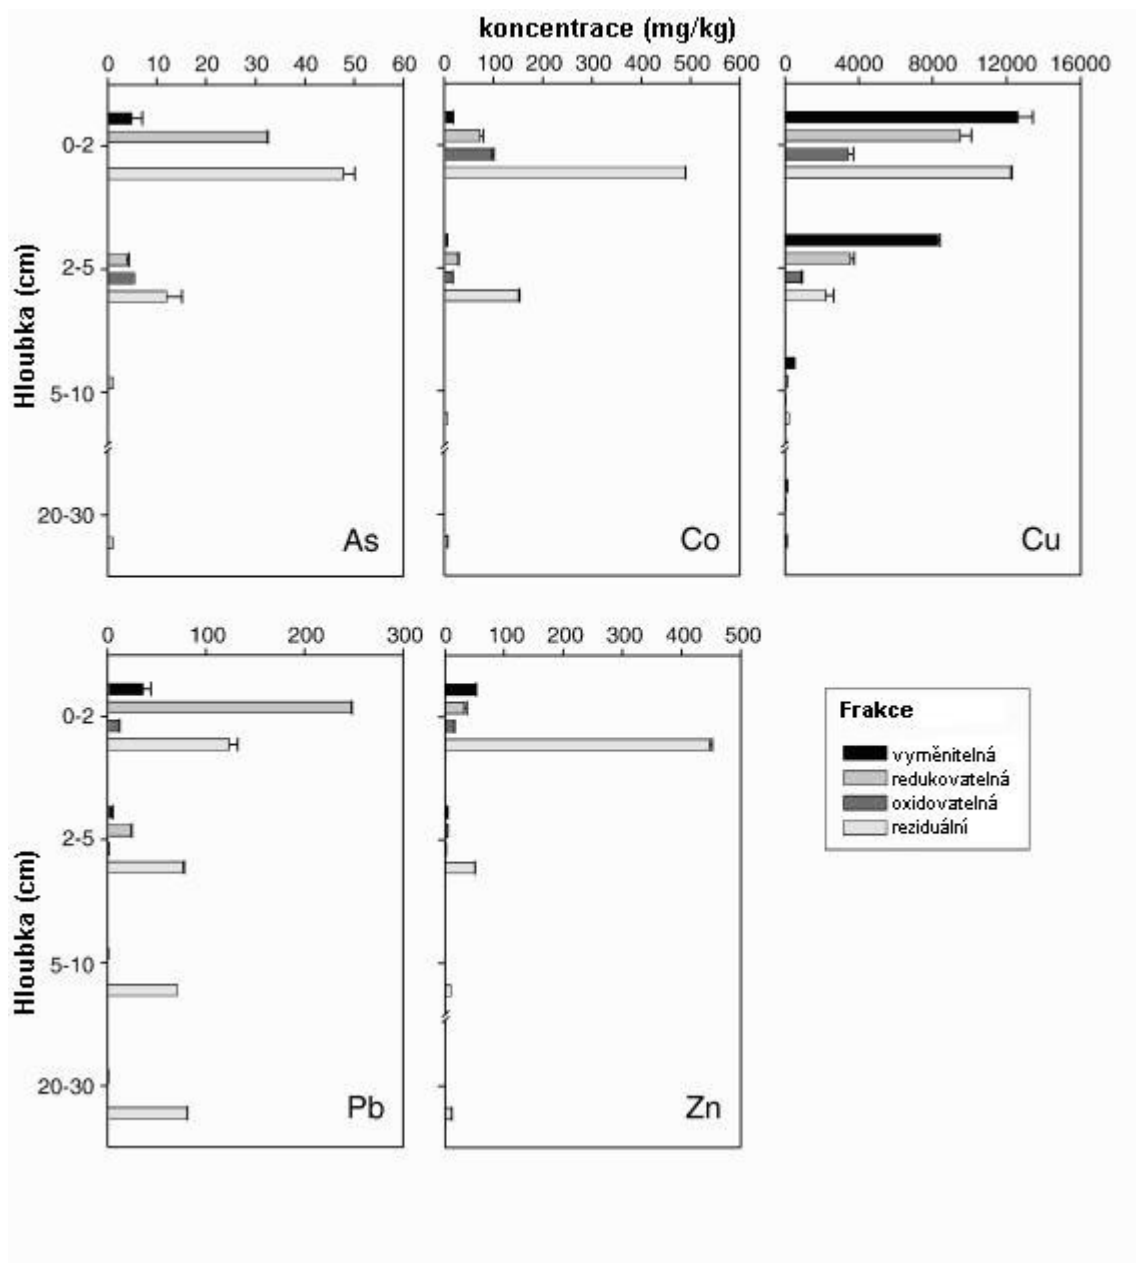 koncentrace (mg/kg)
0 10 20 30 40 50 60
0 100 200 300 400 500 600
0 4000 8000 12000 16000
Hloubka (cm)
0-2
2-5
5-10
20-30
As
Co
Cu
0 100 200 300
0 100 200 300 400 500
Hloubka (cm)
0-2
2-5
5-10
20-30
Pb
Zn
Frakce
vyměnitelná
redukovatelná
oxidovatelná
reziduální